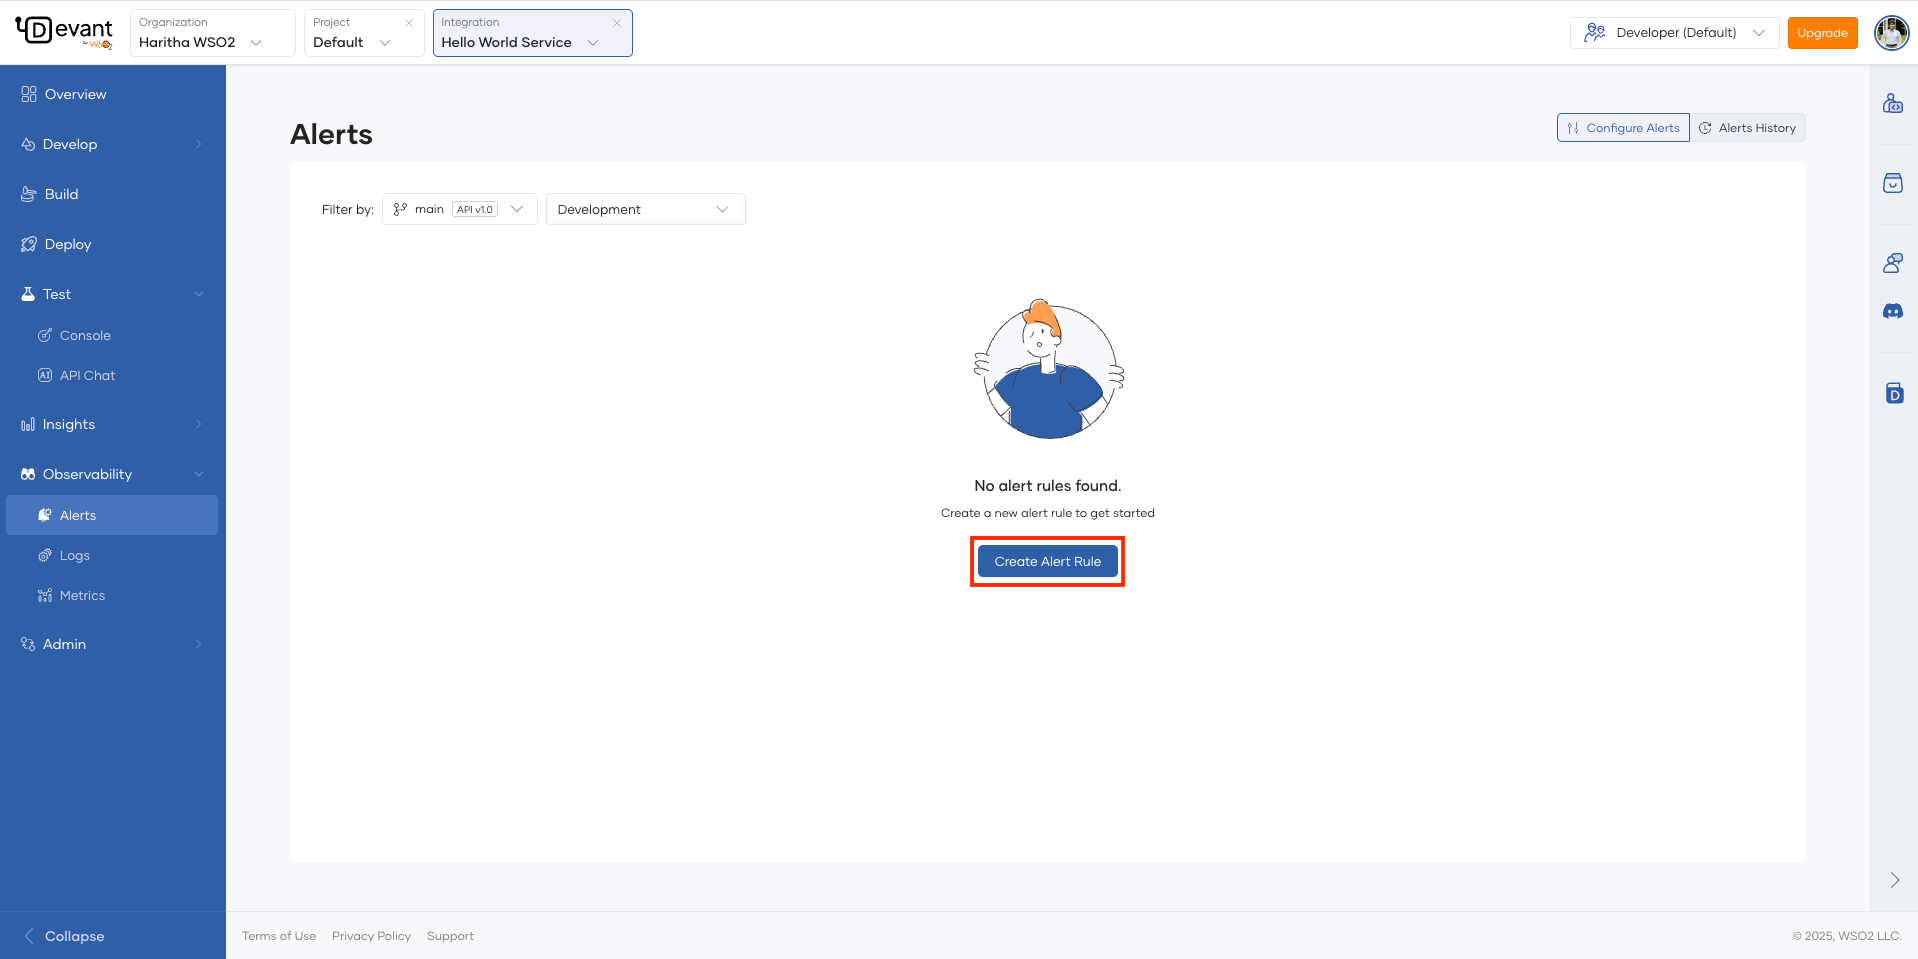 Devant
by WSO2
Organization
Haritha WSO2
Project
Default
Integration
Hello World Service
Developer (Default)
Upgrade
Overview
Develop
Build
Deploy
Test
Console
AI API Chat
Insights
Observability
Alerts
Logs
Metrics
Admin
Collapse
Alerts
Configure Alerts
Alerts History
Filter by: main API v1.0 Development
No alert rules found.
Create a new alert rule to get started
Create Alert Rule
D
Terms of Use Privacy Policy Support
© 2025, WSO2 LLC.